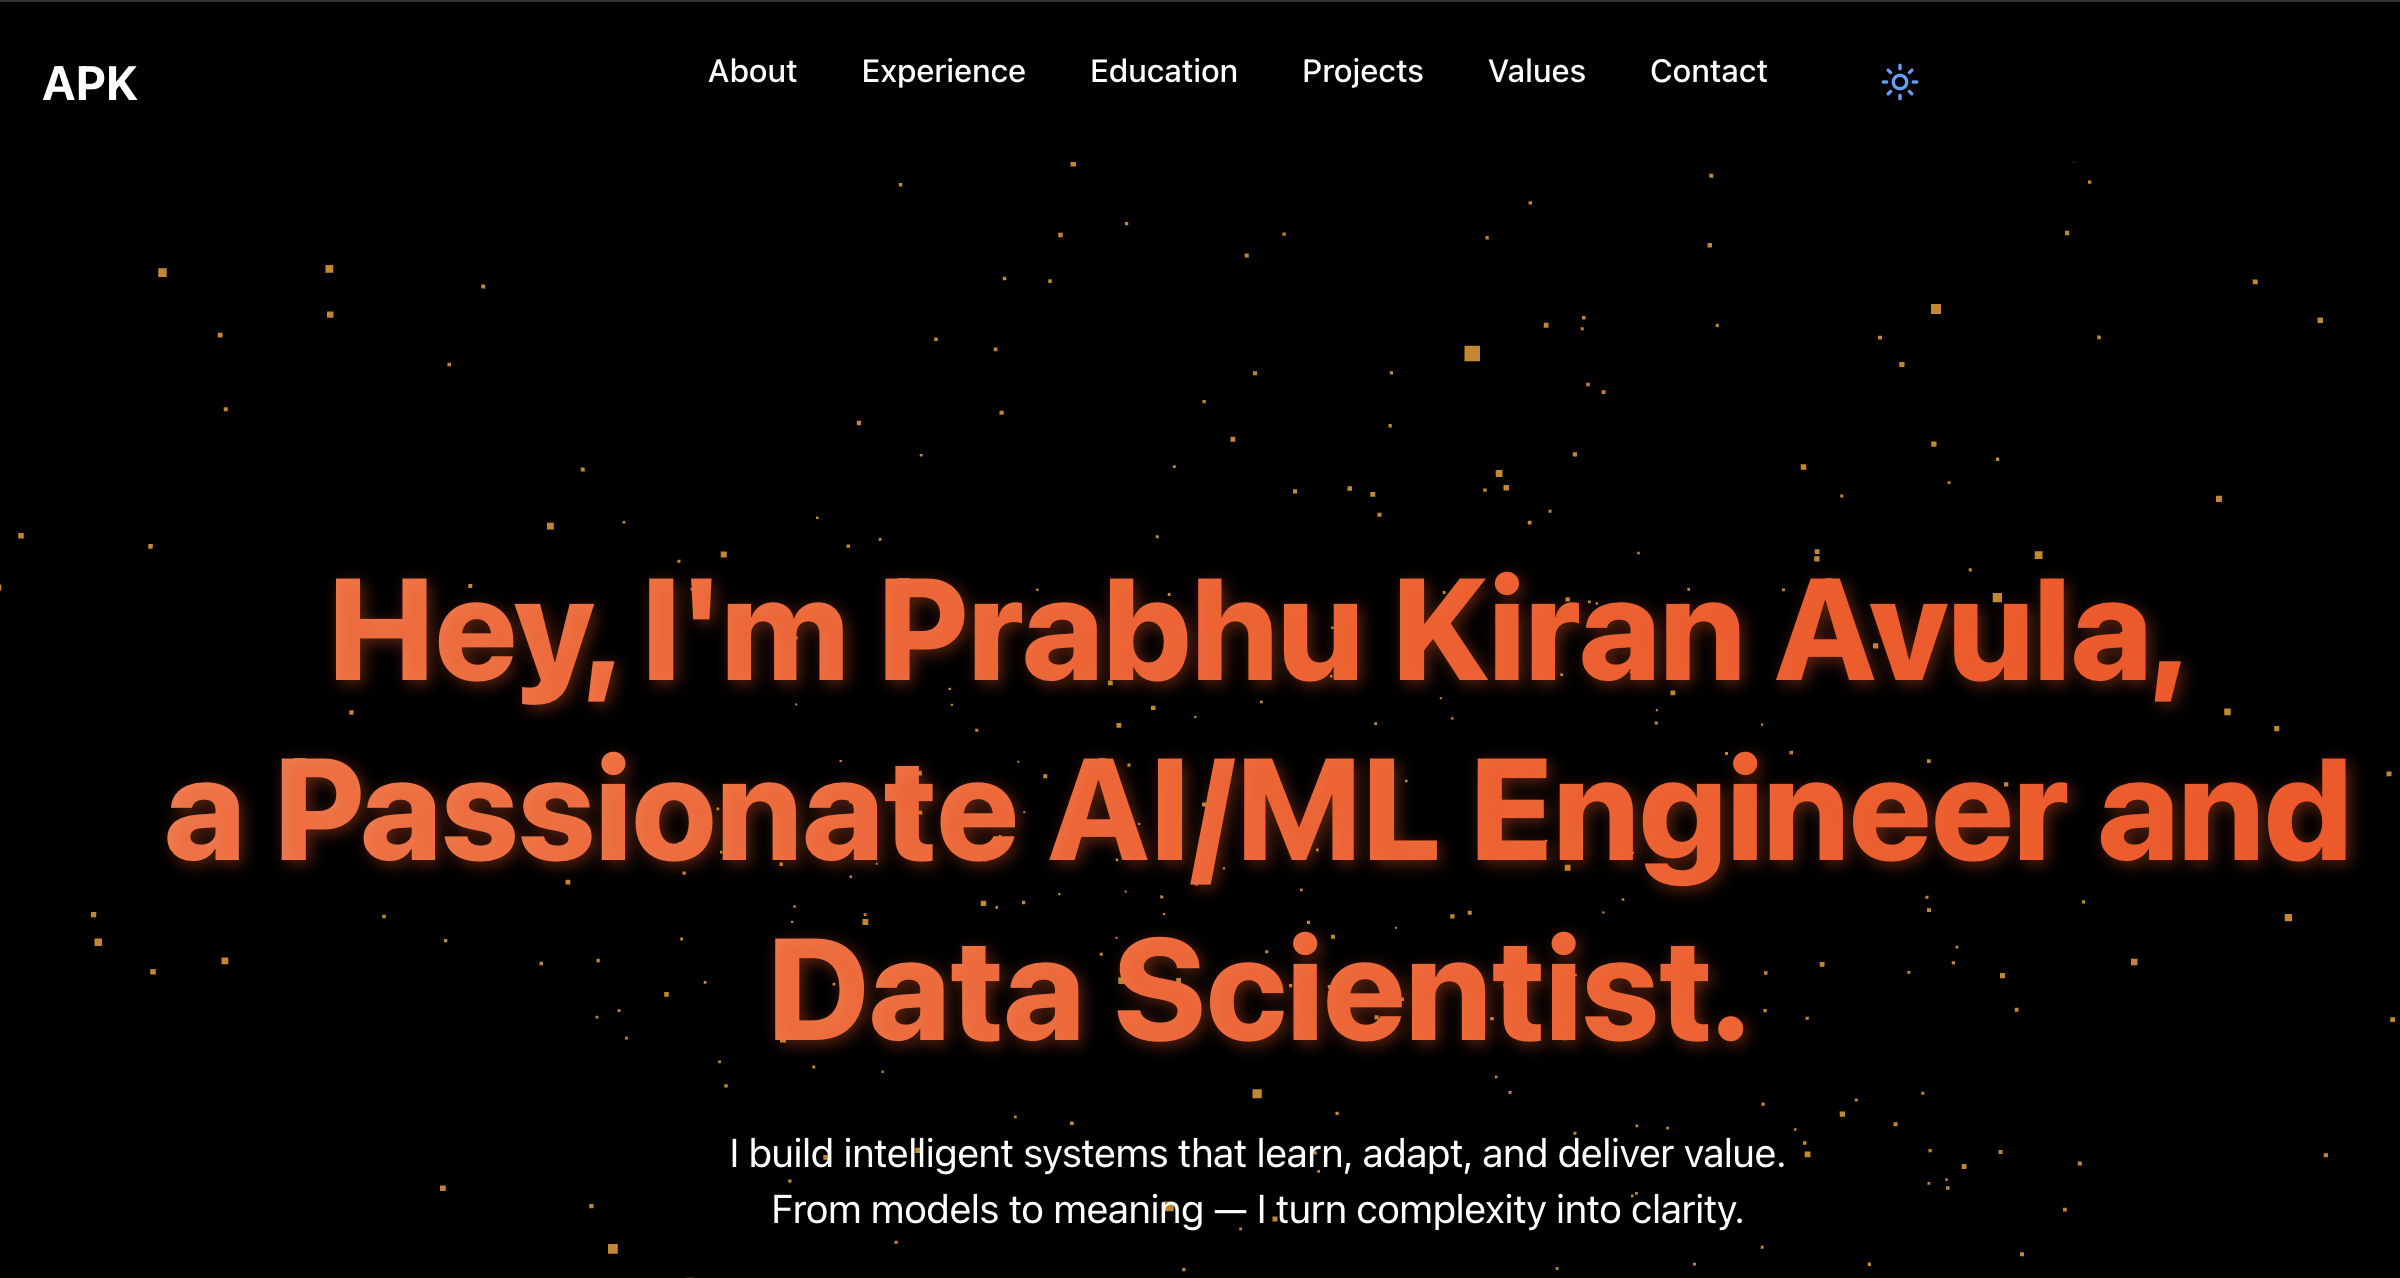 APK
About Experience Education Projects Values Contact
Hey, I'm Prabhu Kiran Avula,
a Passionate AI/ML Engineer and
Data Scientist.
I build intelligent systems that learn, adapt, and deliver value.
From models to meaning — I turn complexity into clarity.